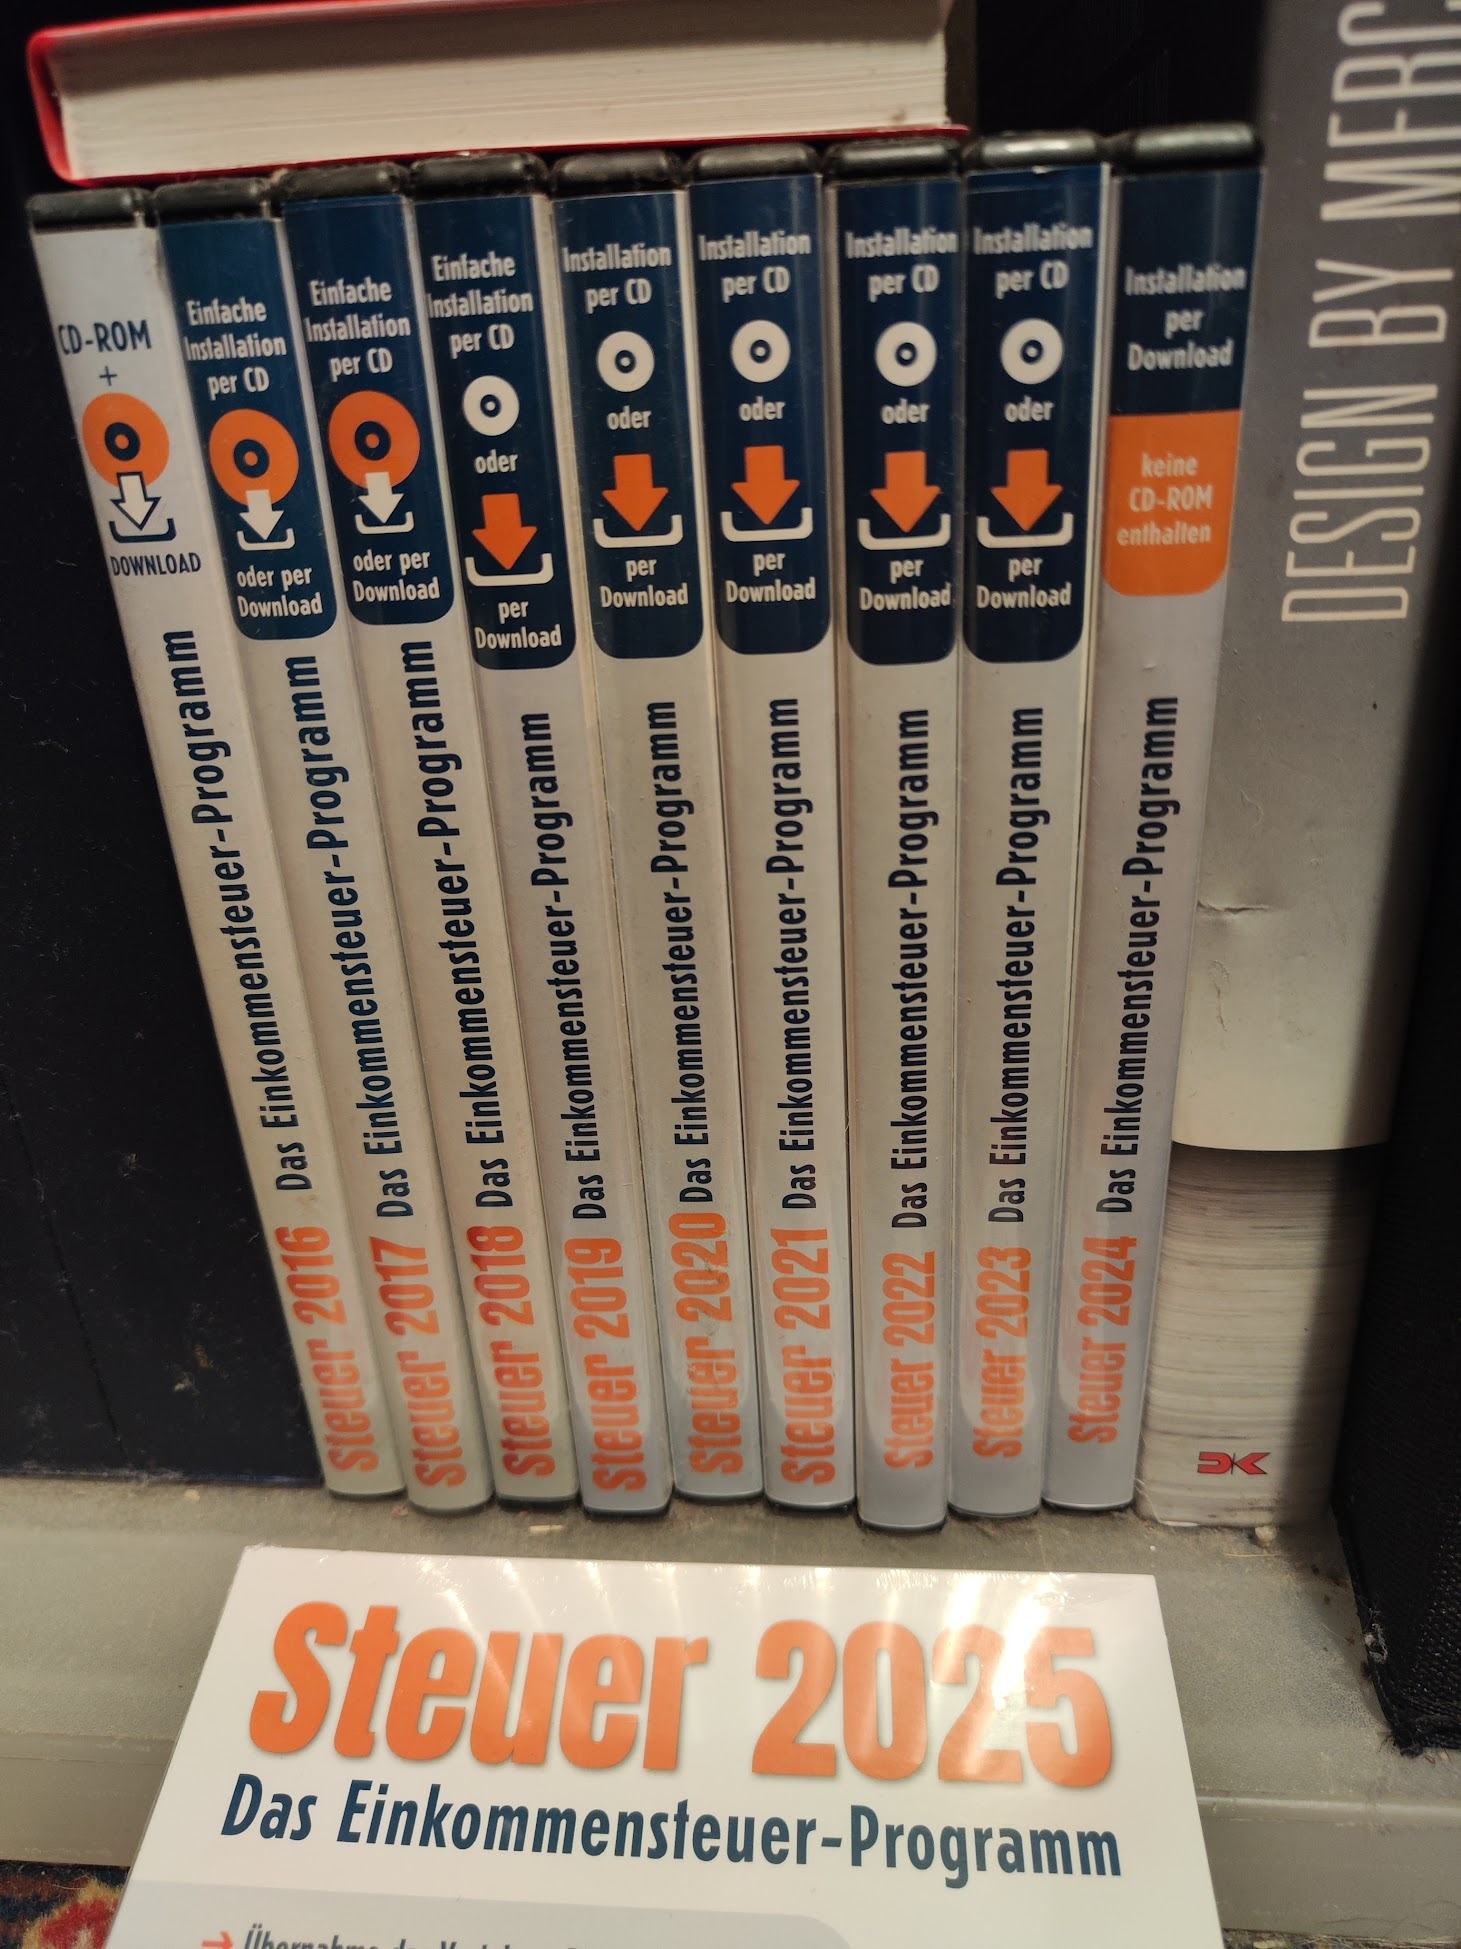 CD-ROM
+
DOWNLOAD
Das Einkommensteuer-Programm
Steuer 2016
Einfache
Installation
per CD
oder per
Download
Das Einkommensteuer-Programm
Steuer 2017
Einfache
Installation
per CD
oder per
Download
Das Einkommensteuer-Programm
Steuer 2018
Einfache
Installation
per CD
oder
per
Download
Das Einkommensteuer-Programm
Steuer 2019
Installation
per CD
oder
per
Download
Das Einkommensteuer-Programm
Steuer 2020
Installation
per CD
oder
per
Download
Das Einkommensteuer-Programm
Steuer 2021
Installation
per CD
oder
per
Download
Das Einkommensteuer-Programm
Steuer 2022
Installation
per CD
oder
per
Download
Das Einkommensteuer-Programm
Steuer 2023
Installation
per
Download
keine
CD-ROM
enthalten
Das Einkommensteuer-Programm
Steuer 2024
DESIGN BY MERC
DK
Steuer 2025
Das Einkommensteuer-Programm
Übernahme